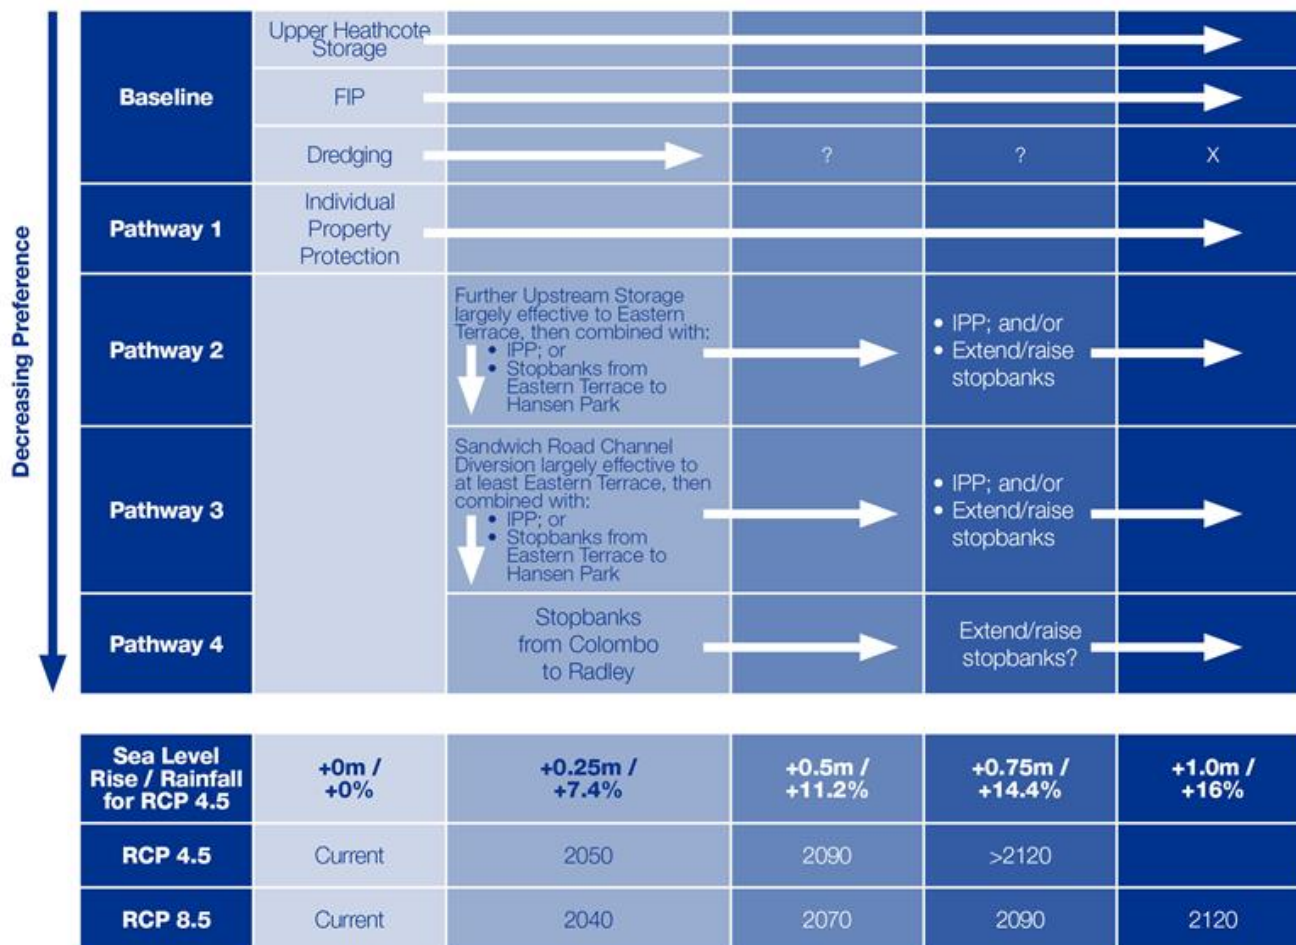 Decreasing Preference
Baseline
Upper Heathcote
Storage
FIP
Dredging
?
?
X
Pathway 1
Individual
Property
Protection
Pathway 2
Further Upstream Storage
largely effective to Eastern
Terrace, then combined with:
• IPP; or
• Stopbanks from
Eastern Terrace to
Hansen Park
• IPP; and/or
• Extend/raise
stopbanks
Pathway 3
Sandwich Road Channel
Diversion largely effective to
at least Eastern Terrace, then
combined with:
• IPP; or
• Stopbanks from
Eastern Terrace to
Hansen Park
• IPP; and/or
• Extend/raise
stopbanks
Pathway 4
Stopbanks
from Colombo
to Radley
Extend/raise
stopbanks?
Sea Level
Rise / Rainfall
for RCP 4.5
+0m /
+0%
+0.25m /
+7.4%
+0.5m /
+11.2%
+0.75m /
+14.4%
+1.0m /
+16%
RCP 4.5
Current
2050
2090
>2120
RCP 8.5
Current
2040
2070
2090
2120